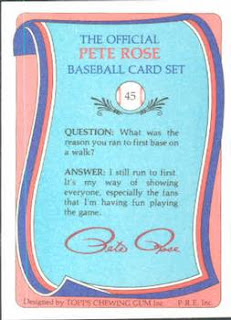 THE OFFICIAL
PETE ROSE
BASEBALL CARD SET
45
QUESTION: What was the
reason you ran to first base on
a walk?
ANSWER: I still run to first.
It's my way of showing
everyone, especially the fans
that I'm having fun playing
the game.
Pete Rose
Designed by TOPPS CHEWING GUM Inc. P.R.E. Inc.